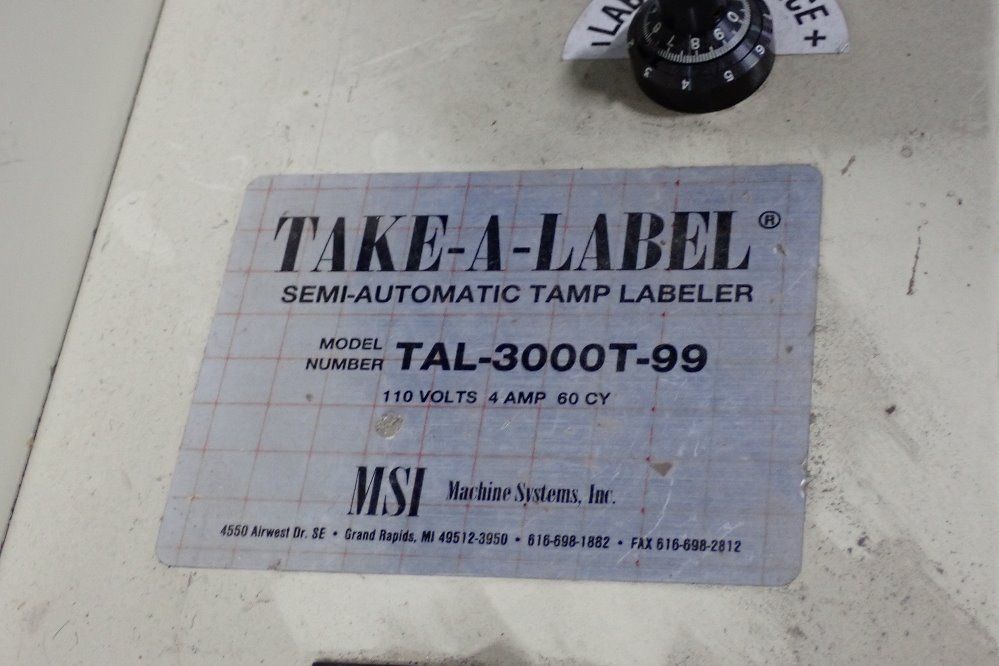 TAKE-A-LABEL®
SEMI-AUTOMATIC TAMP LABELER
MODEL NUMBER TAL-3000T-99
110 VOLTS 4 AMP 60 CY
MSI Machine Systems, Inc.
4550 Airwest Dr. SE • Grand Rapids, MI 49512-3950 • 616-698-1882 • FAX 616-698-2812